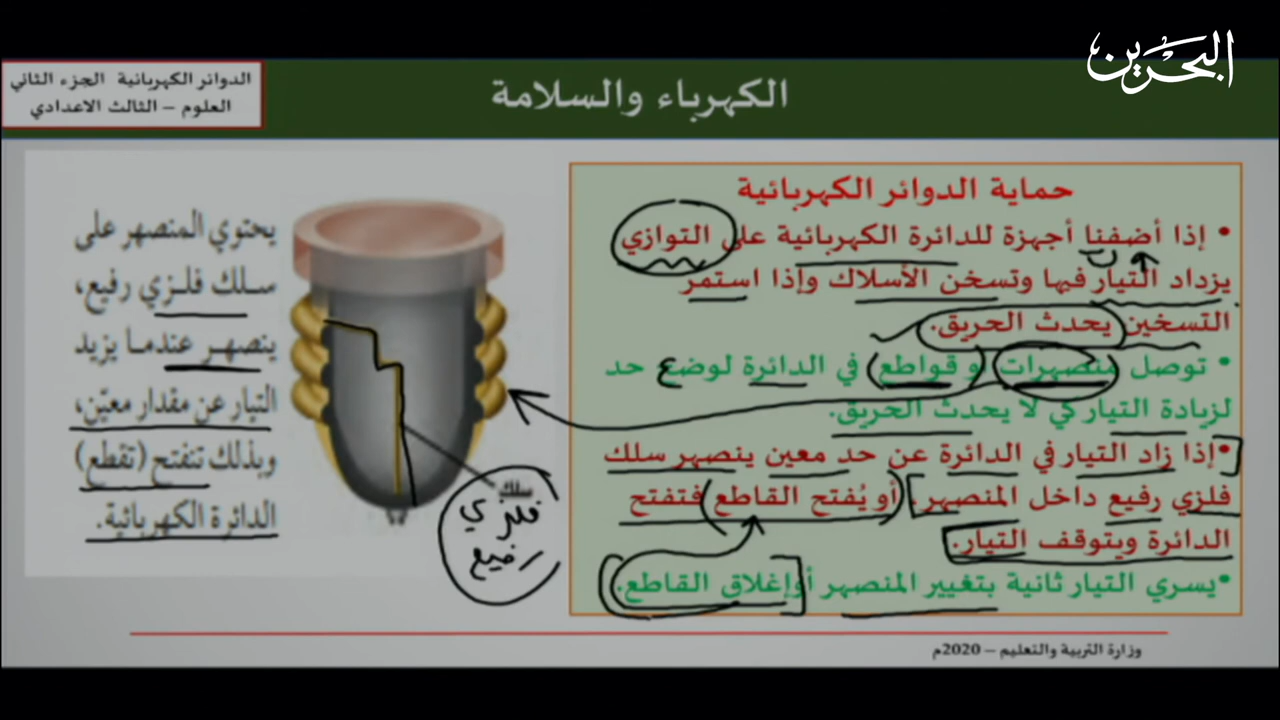 البحرين
الكهرباء والسلامة
الدوائر الكهربائية الجزء الثاني
العلوم – الثالث الاعدادي
حماية الدوائر الكهربائية
• إذا أضفنا أجهزة للدائرة الكهربائية على التوازي
يزداد التيار فيها وتسخن الأسلاك وإذا استمر
التسخين يحدث الحريق.
• توصل منصهرات و قواطع في الدائرة لوضع حد
لزيادة التيار كي لا يحدث الحريق.
• إذا زاد التيار في الدائرة عن حد معين ينصهر سلك
فلزي رفيع داخل المنصهر. أو يُفتح القاطع فتفتح
الدائرة ويتوقف التيار.
• يسري التيار ثانية بتغيير المنصهر أو إغلاق القاطع.
يحتوي المنصهر على
سلك فلزي رفيع،
ينصهر عندما يزيد
التيار عن مقدار معيّن،
وبذلك تنفتح (تقطع)
الدائرة الكهربائية.
سلك
فلزي
رفيع
وزارة التربية والتعليم – 2020م